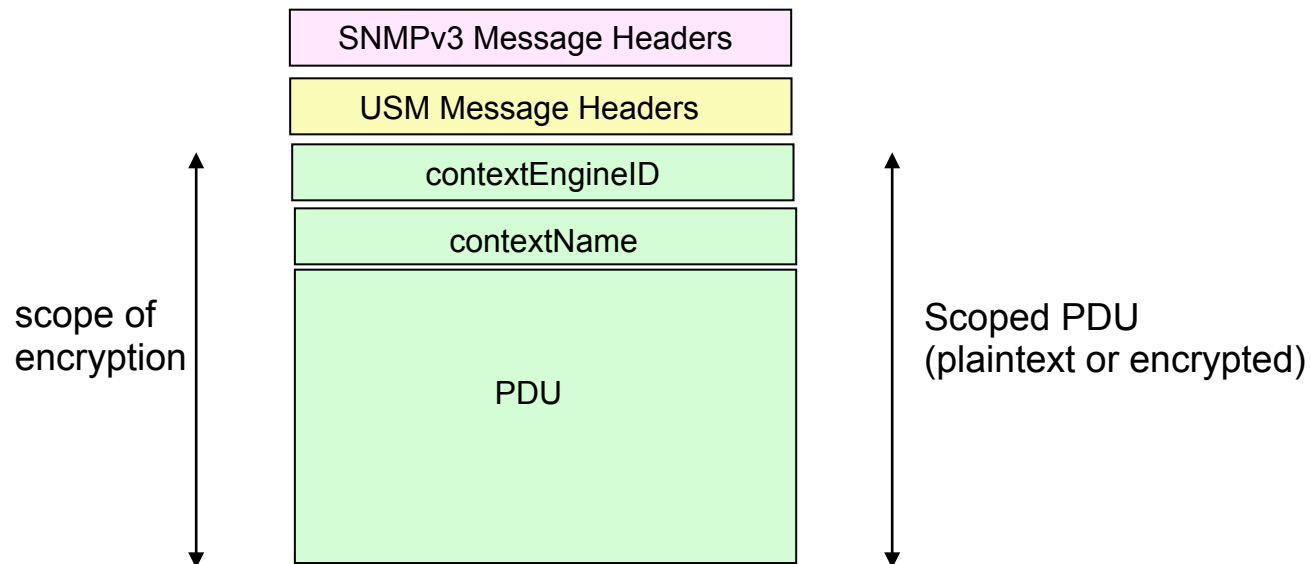 SNMPv3 Message Headers
USM Message Headers
contextEngineID
contextName
scope of
encryption
PDU
Scoped PDU
(plaintext or encrypted)